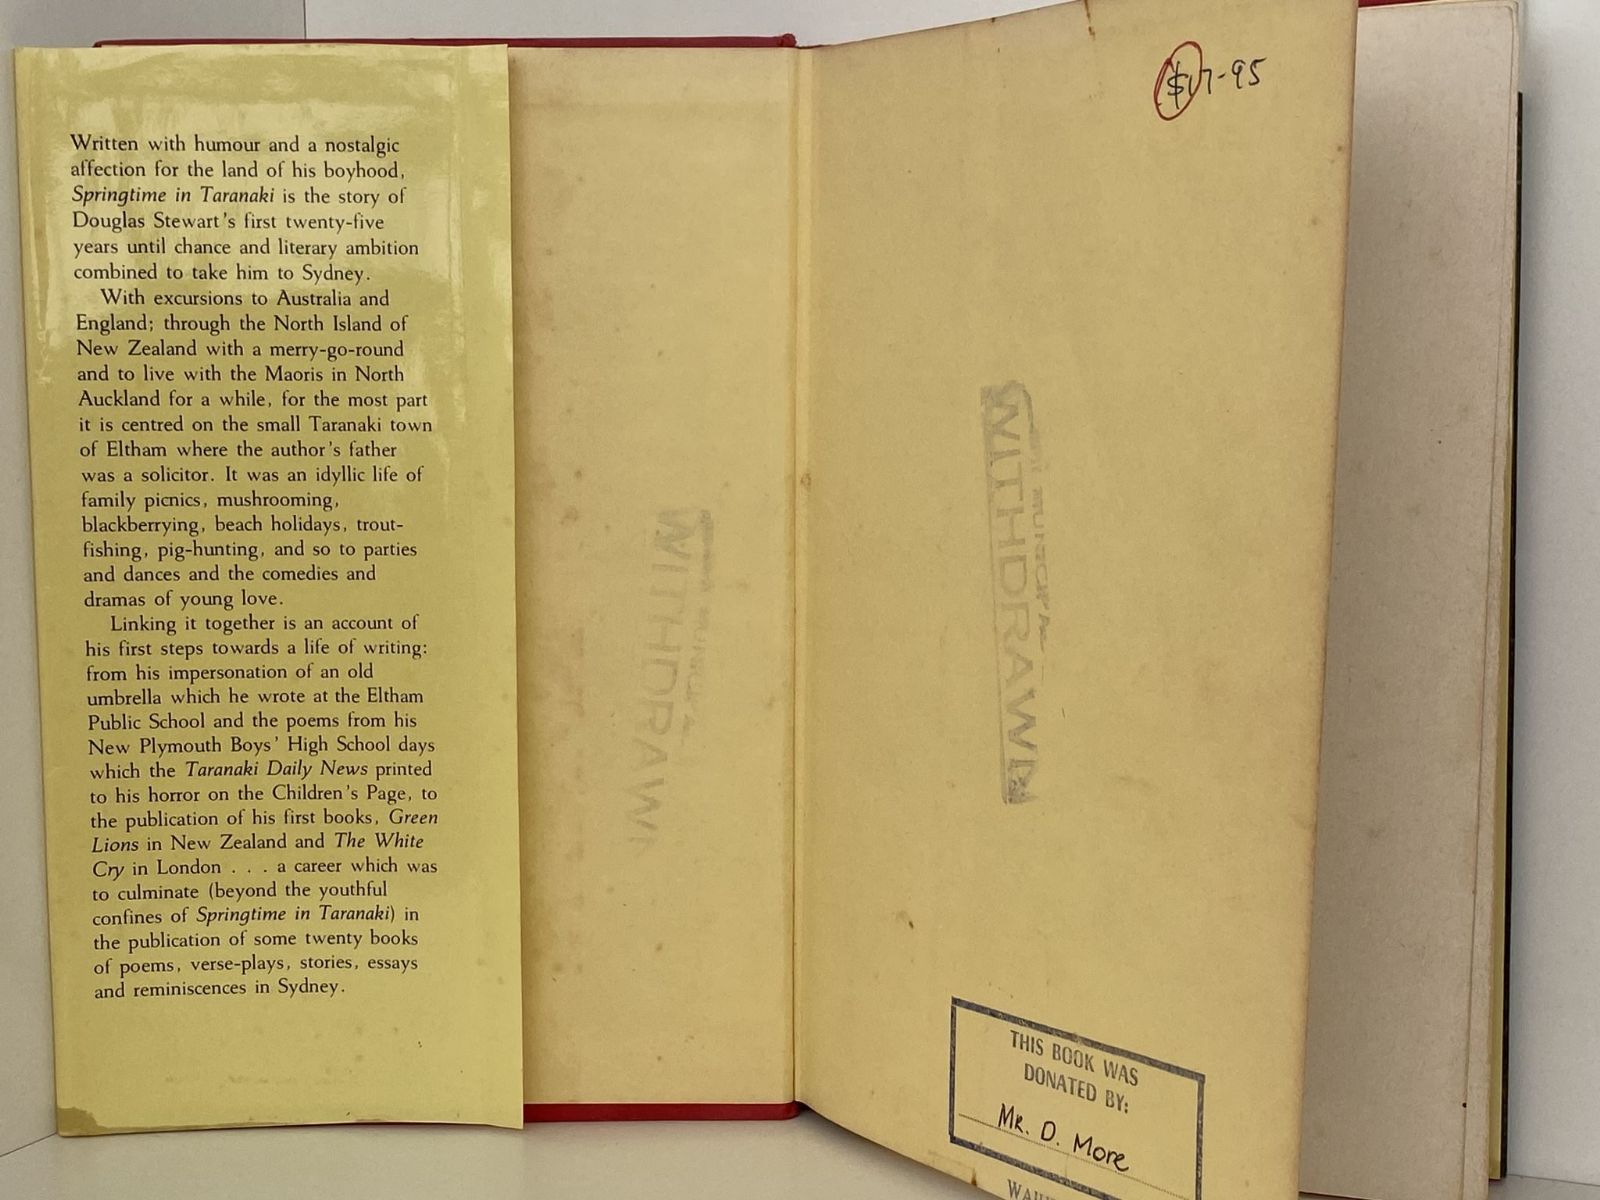 Written with humour and a nostalgic
affection for the land of his boyhood,
Springtime in Taranaki is the story of
Douglas Stewart's first twenty-five
years until chance and literary ambition
combined to take him to Sydney.
With excursions to Australia and
England; through the North Island of
New Zealand with a merry-go-round
and to live with the Maoris in North
Auckland for a while, for the most part
it is centred on the small Taranaki town
of Eltham where the author's father
was a solicitor. It was an idyllic life of
family picnics, mushrooming,
blackberrying, beach holidays, trout-
fishing, pig-hunting, and so to parties
and dances and the comedies and
dramas of young love.
Linking it together is an account of
his first steps towards a life of writing:
from his impersonation of an old
umbrella which he wrote at the Eltham
Public School and the poems from his
New Plymouth Boys' High School days
which the Taranaki Daily News printed
to his horror on the Children's Page, to
the publication of his first books, Green
Lions in New Zealand and The White
Cry in London . . . a career which was
to culminate (beyond the youthful
confines of Springtime in Taranaki) in
the publication of some twenty books
of poems, verse-plays, stories, essays
and reminiscences in Sydney.
WITHDRAWN
$17-95
WITHDRAWN
THIS BOOK WAS
DONATED BY:
Mr. D. More